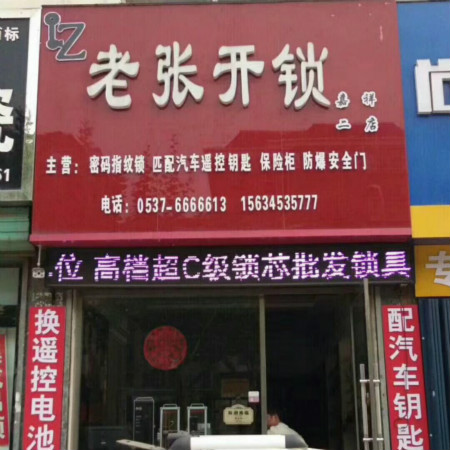 老张开锁
嘉祥
二店
主营：密码指纹锁 匹配汽车遥控钥匙 保险柜 防爆安全门
电话：0537-6666613 15634535777
位 高档超C级锁芯批发锁具
换遥控电池
配汽车钥匙
瓷
51
专